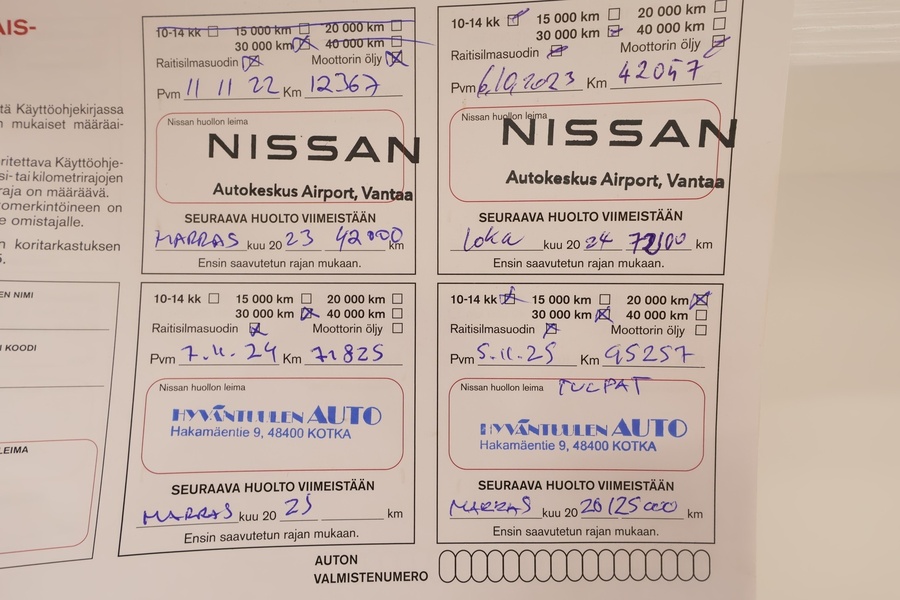 AIS-
tä Käyttöohjekirjassa
n mukaiset määräai-
ritettava Käyttöohje-
si- tai kilometrirajojen
raja on määräävä.
omerkintöineen on
e omistajalle.
n koritarkastuksen
EN NIMI
I KOODI
LEIMA
10-14 kk 15 000 km 20 000 km
30 000 km 40 000 km
Raitisilmasuodin Moottorin öljy
Pvm 11 11 22 Km 12367
Nissan huollon leima
NISSAN
Autokeskus Airport, Vantaa
SEURAAVA HUOLTO VIIMEISTÄÄN
MARRAS kuu 20 23 42000 km
Ensin saavutetun rajan mukaan.
10-14 kk 15 000 km 20 000 km
30 000 km 40 000 km
Raitisilmasuodin Moottorin öljy
Pvm 6.10.2023 Km 42047
Nissan huollon leima
NISSAN
Autokeskus Airport, Vantaa
SEURAAVA HUOLTO VIIMEISTÄÄN
Loka kuu 20 24 72100 km
Ensin saavutetun rajan mukaan.
10-14 kk 15 000 km 20 000 km
30 000 km 40 000 km
Raitisilmasuodin Moottorin öljy
Pvm 7.11.24 Km 71825
Nissan huollon leima
HYVÄNTUULEN AUTO
Hakamäentie 9, 48400 KOTKA
SEURAAVA HUOLTO VIIMEISTÄÄN
MARRAS kuu 20 25 km
Ensin saavutetun rajan mukaan.
10-14 kk 15 000 km 20 000 km
30 000 km 40 000 km
Raitisilmasuodin Moottorin öljy
Pvm 5.11.25 Km 95257
Nissan huollon leima TULPAT
HYVÄNTUULEN AUTO
Hakamäentie 9, 48400 KOTKA
SEURAAVA HUOLTO VIIMEISTÄÄN
MARRAS kuu 20 26/125000 km
Ensin saavutetun rajan mukaan.
AUTON
VALMISTENUMERO